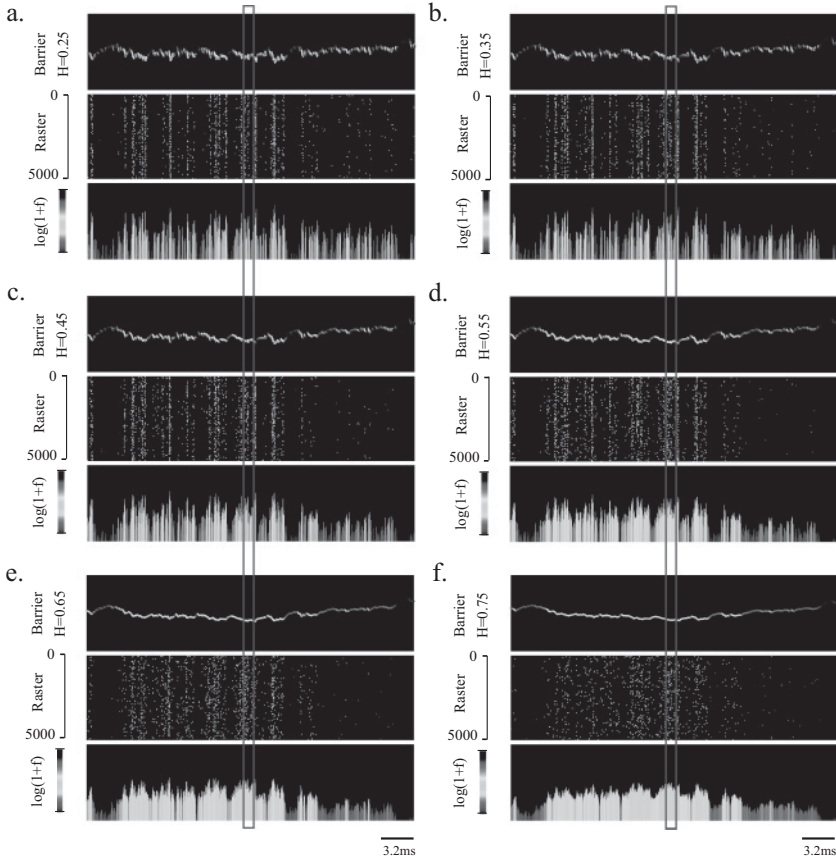 a.
Barrier
H=0.25
0
Raster
5000
log(1+f)
b.
Barrier
H=0.35
0
Raster
5000
log(1+f)
c.
Barrier
H=0.45
0
Raster
5000
log(1+f)
d.
Barrier
H=0.55
0
Raster
5000
log(1+f)
e.
Barrier
H=0.65
0
Raster
5000
log(1+f)
3.2ms
f.
Barrier
H=0.75
0
Raster
5000
log(1+f)
3.2ms